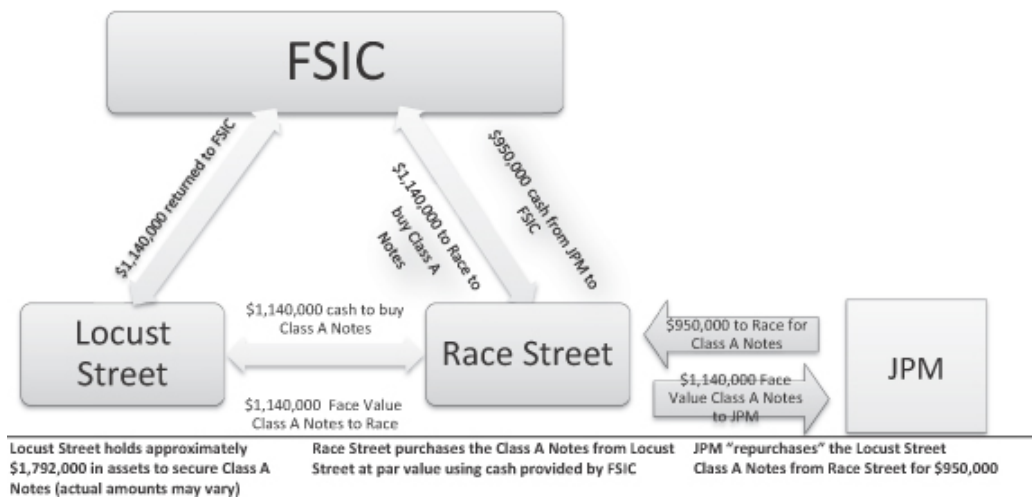 FSIC
$1,140,000 returned to FSIC
$1,140,000 to Race to
buy Class A
Notes
$950,000 cash from JPM to
FSIC
Locust
Street
$1,140,000 cash to buy
Class A Notes
$1,140,000 Face Value
Class A Notes to Race
Race Street
$950,000 to Race for
Class A Notes
$1,140,000 Face
Value Class A Notes
to JPM
JPM
Locust Street holds approximately
$1,792,000 in assets to secure Class A
Notes (actual amounts may vary)
Race Street purchases the Class A Notes from Locust
Street at par value using cash provided by FSIC
JPM "repurchases" the Locust Street
Class A Notes from Race Street for $950,000